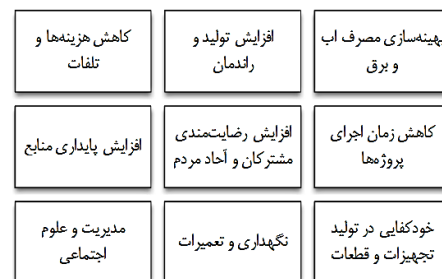 بهینه‌سازی مصرف اب
و برق
افزایش تولید و
راندمان
کاهش هزینه‌ها و
تلفات
کاهش زمان اجرای
پروژه‌ها
افزایش رضایت‌مندی
مشترکان و آحاد مردم
افزایش پایداری منابع
خودکفایی در تولید
تجهیزات و قطعات
نگهداری و تعمیرات
مدیریت و علوم
اجتماعی